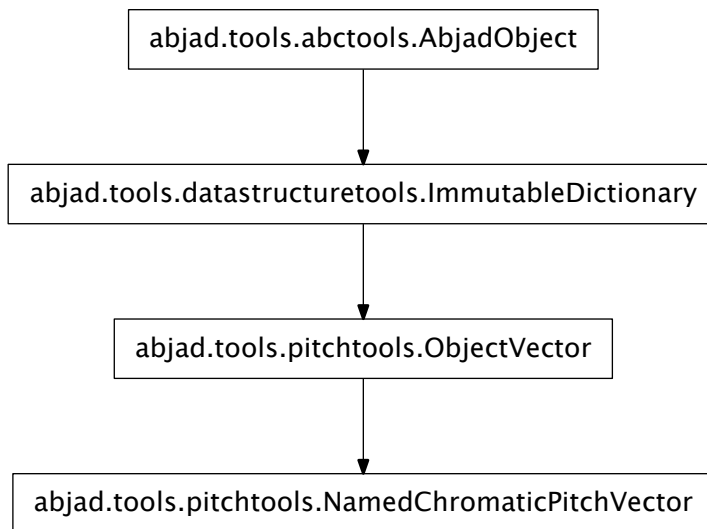 abjad.tools.abctools.AbjadObject
abjad.tools.datastructuretools.ImmutableDictionary
abjad.tools.pitchtools.ObjectVector
abjad.tools.pitchtools.NamedChromaticPitchVector